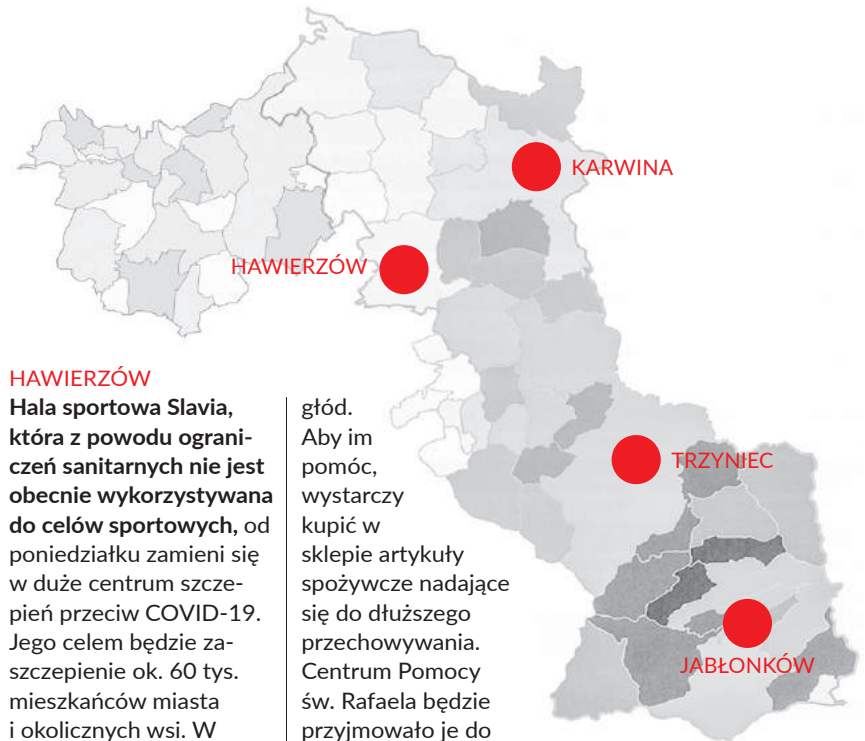 KARWINA
HAWIERZÓW
TRZYNIEC
JABŁONKÓW
HAWIERZÓW
Hala sportowa Slavia,
która z powodu ograni-
czeń sanitarnych nie jest
obecnie wykorzystywana
do celów sportowych, od
poniedziałku zamieni się
w duże centrum szcze-
pień przeciw COVID-19.
Jego celem będzie za-
szczepienie ok. 60 tys.
mieszkańców miasta
i okolicznych wsi. W
głód.
Aby im
pomóc,
wystarczy
kupić w
sklepie artykuły
spożywcze nadające
się do dłuższego
przechowywania.
Centrum Pomocy
św. Rafaela będzie
przyjmowało je do